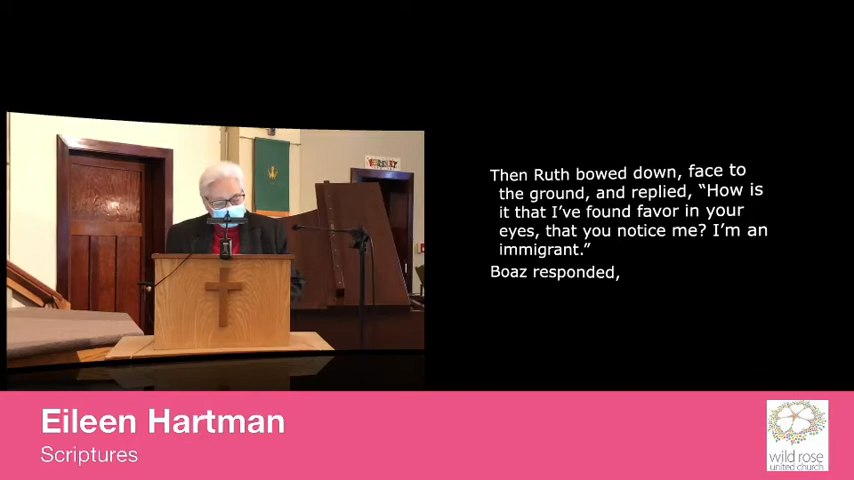 Then Ruth bowed down, face to
the ground, and replied, “How is
it that I’ve found favor in your
eyes, that you notice me? I’m an
immigrant.”
Boaz responded,
Eileen Hartman
Scriptures
wild rose
united church